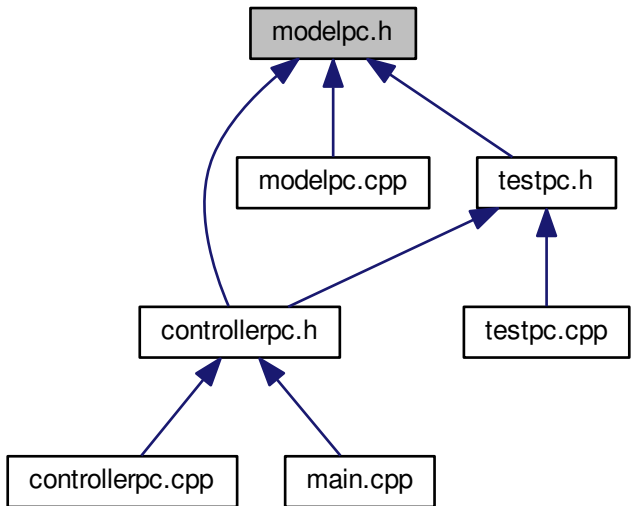 modelpc.h
modelpc.cpp
testpc.h
controllerpc.h
testpc.cpp
controllerpc.cpp
main.cpp